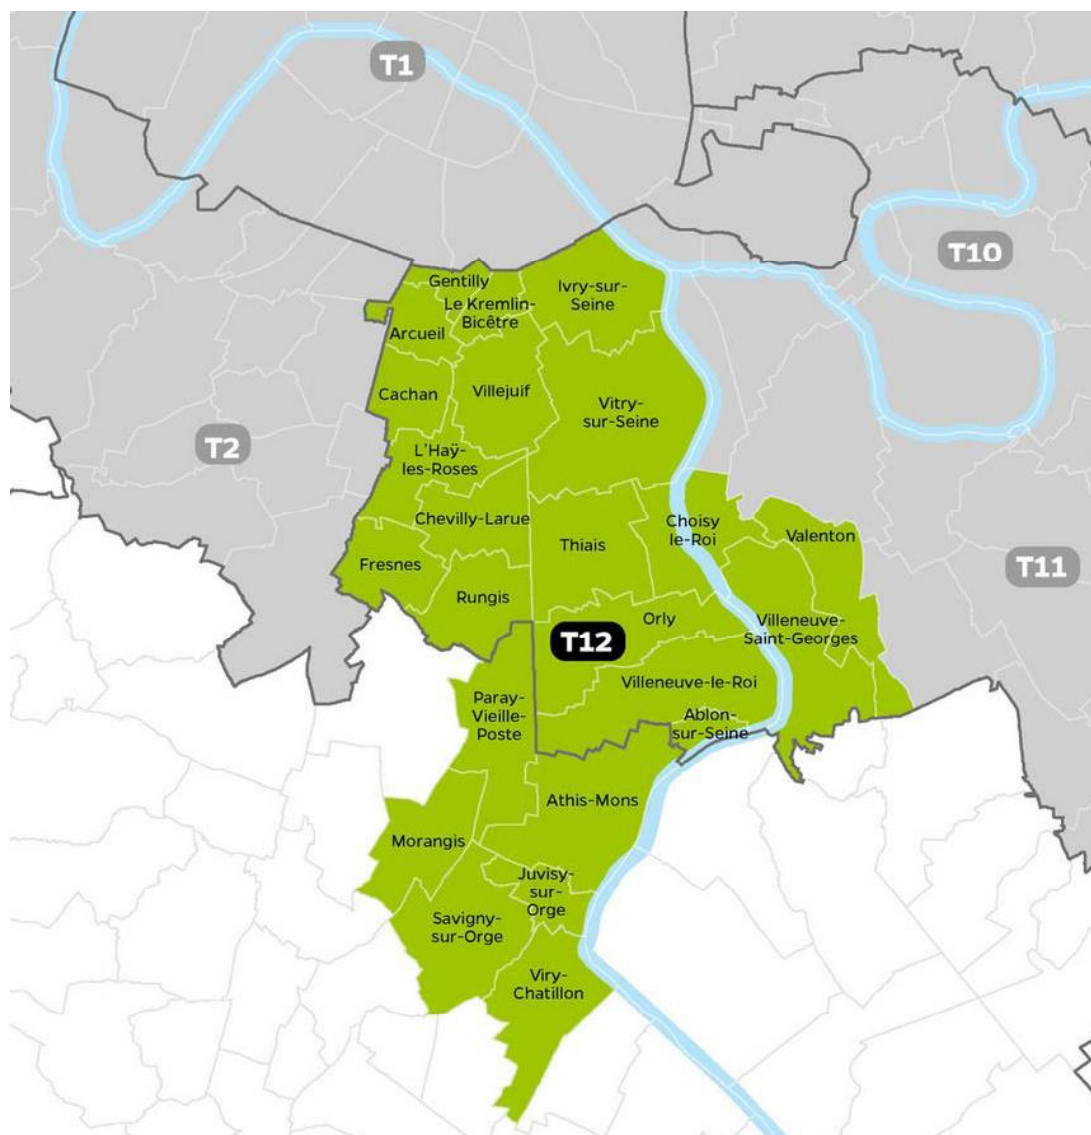 T1
T10
Gentilly
Ivry-sur-
Seine
Le Kremlin-
Bicêtre
Arcueil
Cachan
Villejuif
Vitry-
sur-Seine
T2
L'Haÿ-
les-Roses
Chevilly-Larue
Choisy
le-Roi
Valenton
Thiais
Fresnes
T11
Rungis
Orly
Villeneuve-
Saint-Georges
T12
Villeneuve-le-Roi
Paray-
Vieille-
Poste
Ablon-
sur-Seine
Athis-Mons
Morangis
Juvisy-
sur-
Orge
Savigny-
sur-Orge
Viry-
Chatillon